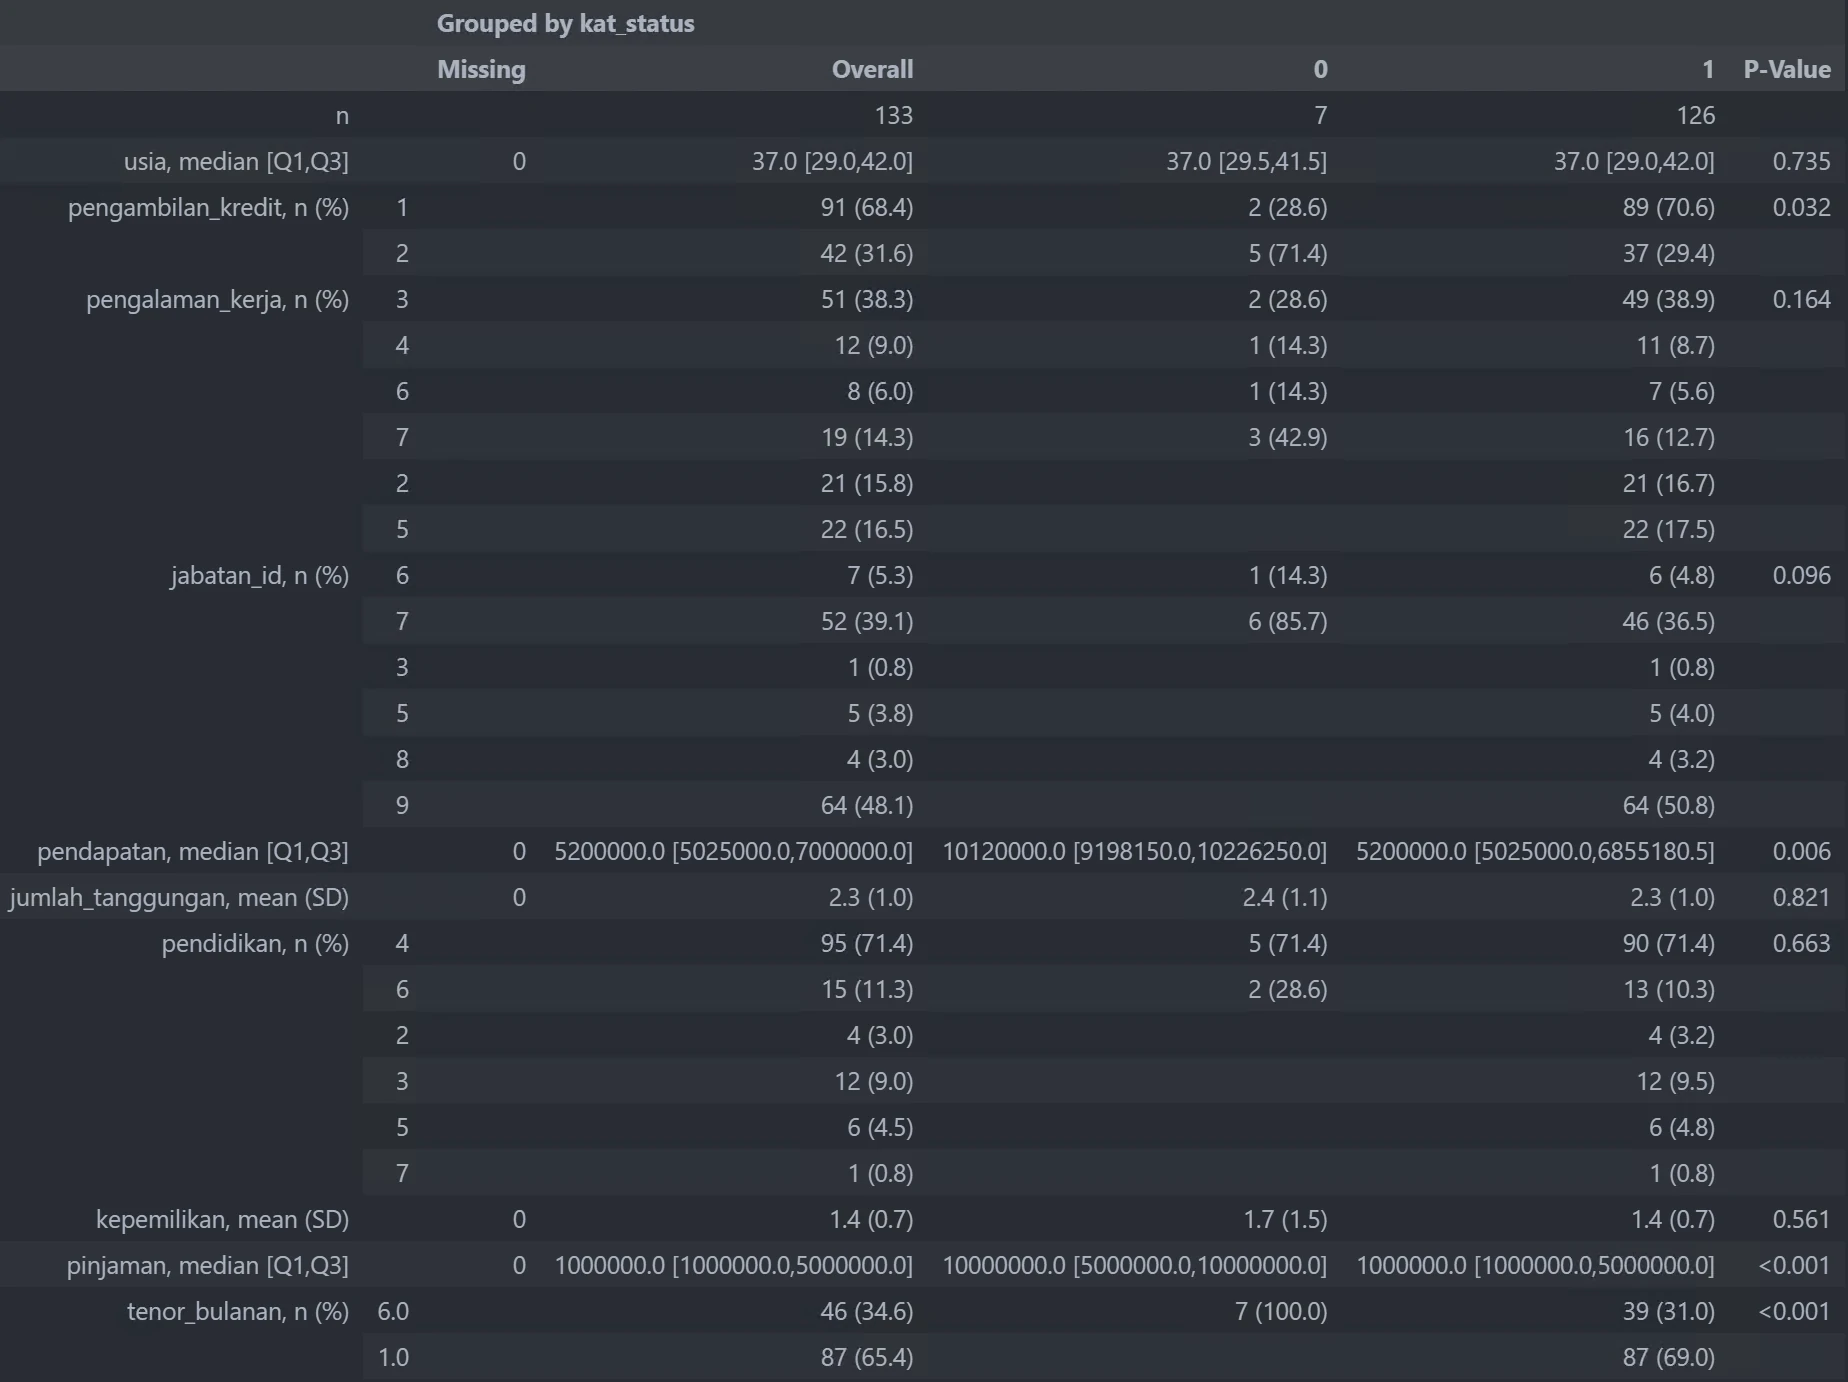 Grouped by kat_status
Missing Overall 0 1 P-Value
n 133 7 126
usia, median [Q1,Q3] 0 37.0 [29.0,42.0] 37.0 [29.5,41.5] 37.0 [29.0,42.0] 0.735
pengambilan_kredit, n (%) 1 91 (68.4) 2 (28.6) 89 (70.6) 0.032
2 42 (31.6) 5 (71.4) 37 (29.4)
pengalaman_kerja, n (%) 3 51 (38.3) 2 (28.6) 49 (38.9) 0.164
4 12 (9.0) 1 (14.3) 11 (8.7)
6 8 (6.0) 1 (14.3) 7 (5.6)
7 19 (14.3) 3 (42.9) 16 (12.7)
2 21 (15.8) 21 (16.7)
5 22 (16.5) 22 (17.5)
jabatan_id, n (%) 6 7 (5.3) 1 (14.3) 6 (4.8) 0.096
7 52 (39.1) 6 (85.7) 46 (36.5)
3 1 (0.8) 1 (0.8)
5 5 (3.8) 5 (4.0)
8 4 (3.0) 4 (3.2)
9 64 (48.1) 64 (50.8)
pendapatan, median [Q1,Q3] 0 5200000.0 [5025000.0,7000000.0] 10120000.0 [9198150.0,10226250.0] 5200000.0 [5025000.0,6855180.5] 0.006
jumlah_tanggungan, mean (SD) 0 2.3 (1.0) 2.4 (1.1) 2.3 (1.0) 0.821
pendidikan, n (%) 4 95 (71.4) 5 (71.4) 90 (71.4) 0.663
6 15 (11.3) 2 (28.6) 13 (10.3)
2 4 (3.0) 4 (3.2)
3 12 (9.0) 12 (9.5)
5 6 (4.5) 6 (4.8)
7 1 (0.8) 1 (0.8)
kepemilikan, mean (SD) 0 1.4 (0.7) 1.7 (1.5) 1.4 (0.7) 0.561
pinjaman, median [Q1,Q3] 0 1000000.0 [1000000.0,5000000.0] 10000000.0 [5000000.0,10000000.0] 1000000.0 [1000000.0,5000000.0] <0.001
tenor_bulanan, n (%) 6.0 46 (34.6) 7 (100.0) 39 (31.0) <0.001
1.0 87 (65.4) 87 (69.0)